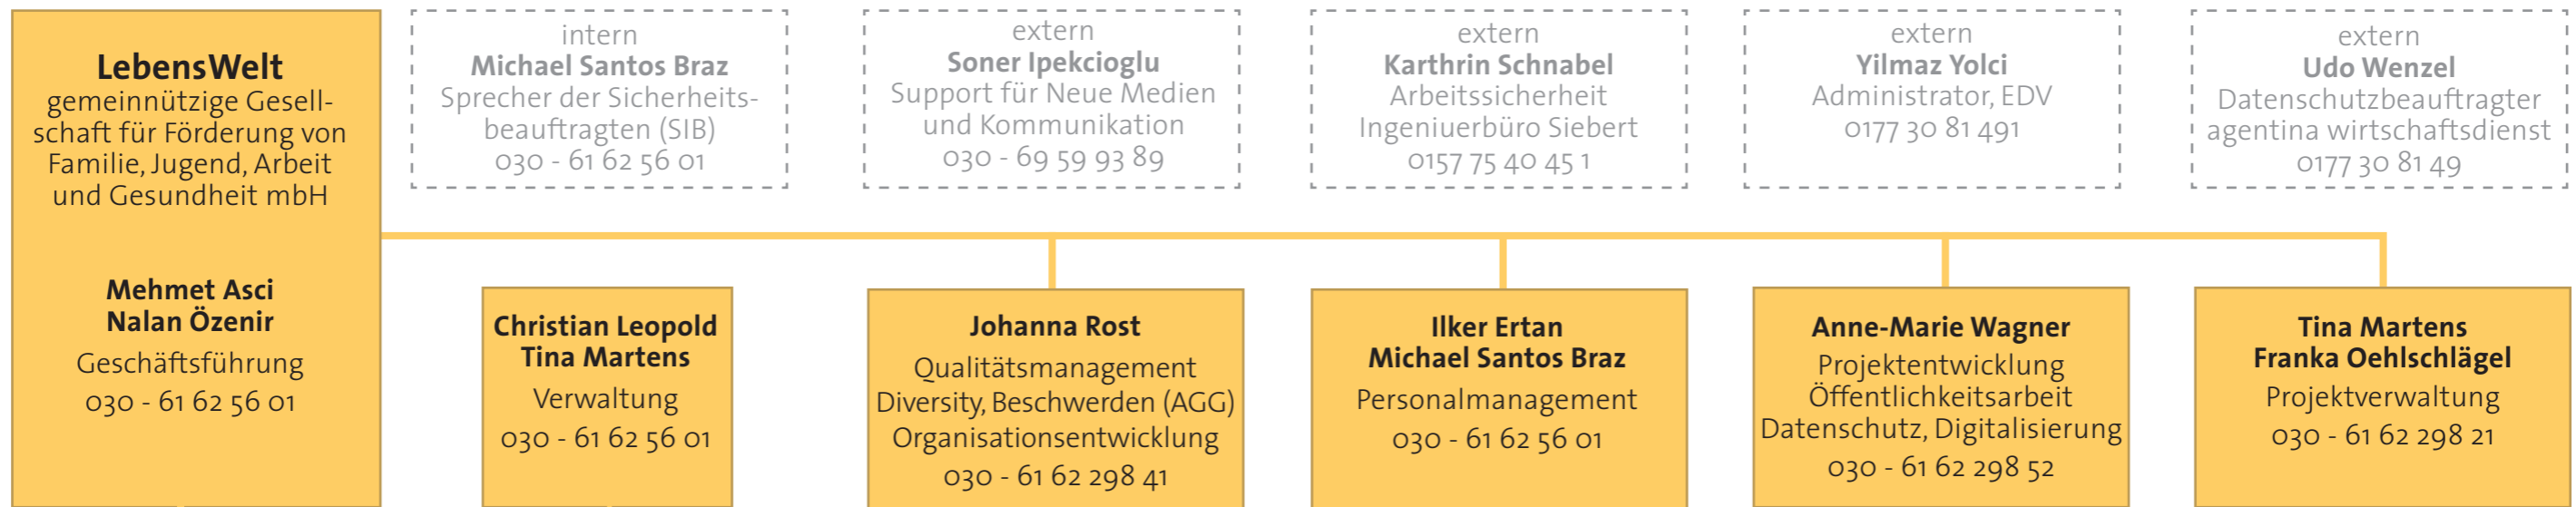 LebensWelt
gemeinnützige Gesell-
schaft für Förderung von
Familie, Jugend, Arbeit
und Gesundheit mbH
Mehmet Asci
Nalan Özenir
Geschäftsführung
030 - 61 62 56 01
intern
Michael Santos Braz
Sprecher der Sicherheits-
beauftragten (SIB)
030 - 61 62 56 01
extern
Soner Ipekcioglu
Support für Neue Medien
und Kommunikation
030 - 69 59 93 89
extern
Karthrin Schnabel
Arbeitssicherheit
Ingeniuerbüro Siebert
0157 75 40 45 1
extern
Yilmaz Yolci
Administrator, EDV
0177 30 81 491
extern
Udo Wenzel
Datenschutzbeauftragter
agentina wirtschaftsdienst
0177 30 81 49
Christian Leopold
Tina Martens
Verwaltung
030 - 61 62 56 01
Johanna Rost
Qualitätsmanagement
Diversity, Beschwerden (AGG)
Organisationsentwicklung
030 - 61 62 298 41
Ilker Ertan
Michael Santos Braz
Personalmanagement
030 - 61 62 56 01
Anne-Marie Wagner
Projektentwicklung
Öffentlichkeitsarbeit
Datenschutz, Digitalisierung
030 - 61 62 298 52
Tina Martens
Franka Oehlschlägel
Projektverwaltung
030 - 61 62 298 21